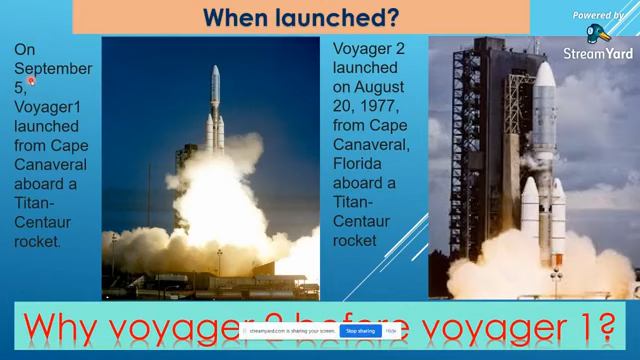 When launched?
Powered by
StreamYard
On
September
5,
Voyager1
launched
from Cape
Canaveral
aboard a
Titan-
Centaur
rocket.
Voyager 2
launched
on August
20, 1977,
from Cape
Canaveral,
Florida
aboard a
Titan-
Centaur
rocket
Why voyager 2 before voyager 1?
streamyard.com is sharing your screen.
Stop sharing
Hide